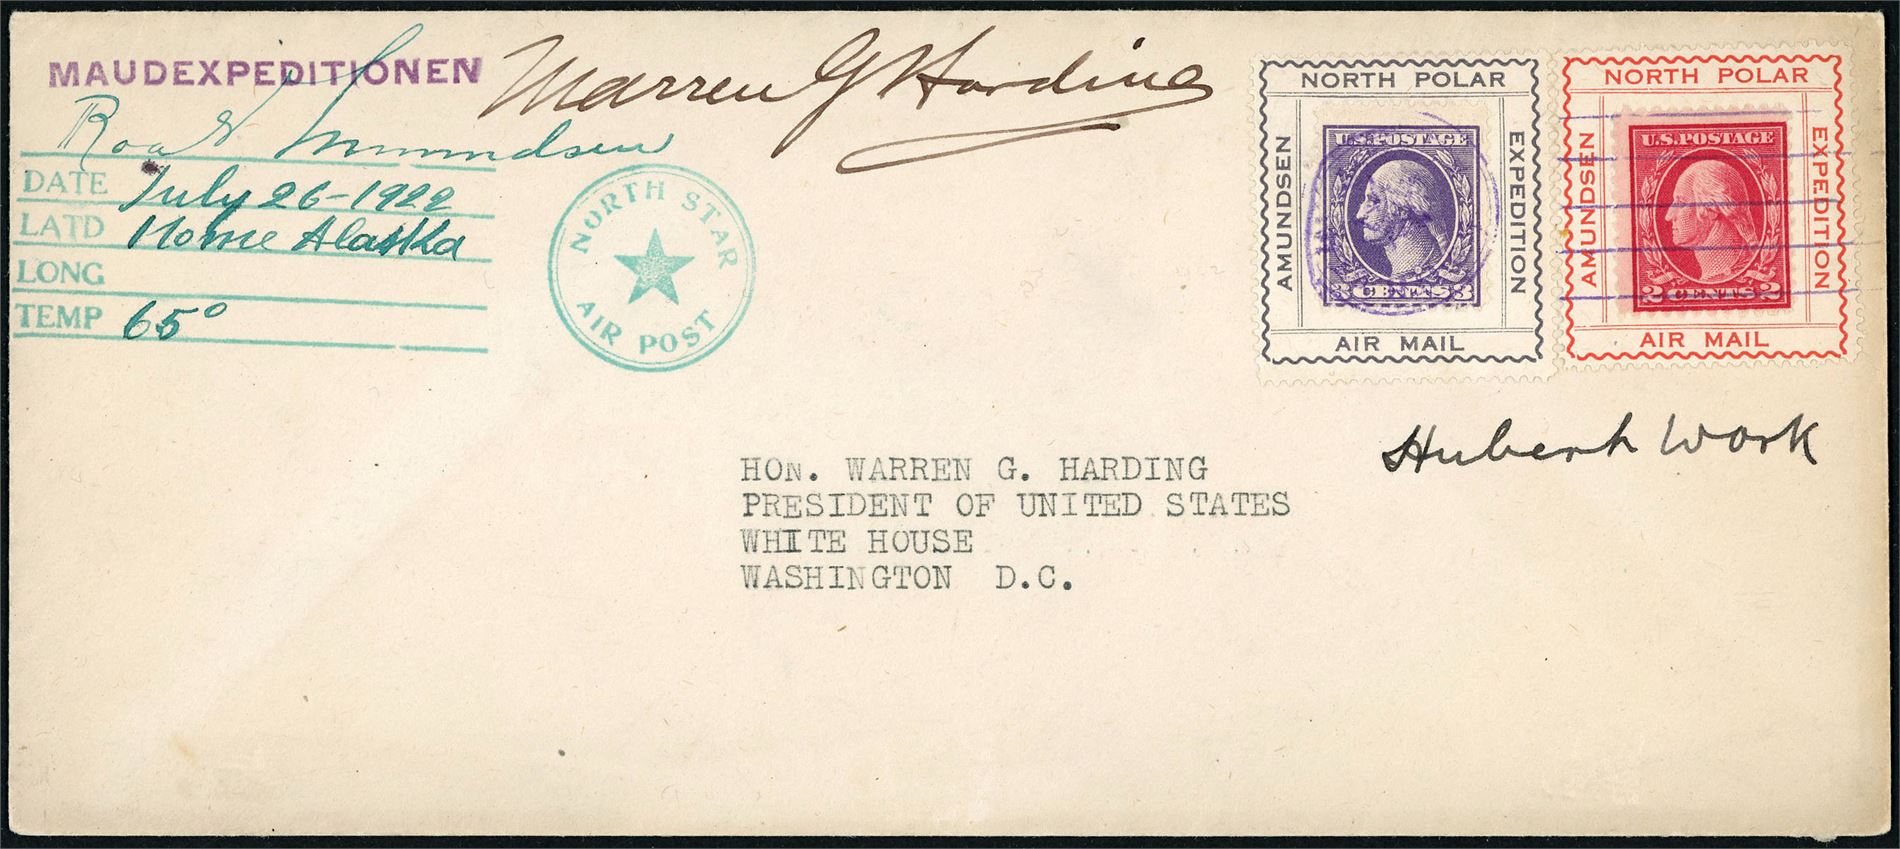 MAUDEXPEDITIONEN
Roald Amundsen
DATE July 26-1922
LATD Nome Alaska
LONG
TEMP 65°
Warren G Harding
NORTH STAR
AIR POST
NORTH POLAR
AMUNDSEN
EXPEDITION
U.S. POSTAGE
3 CENTS 3
AIR MAIL
NORTH POLAR
AMUNDSEN
EXPEDITION
U.S. POSTAGE
2 CENTS 2
AIR MAIL
Hubert Work
HON. WARREN G. HARDING
PRESIDENT OF UNITED STATES
WHITE HOUSE
WASHINGTON D.C.